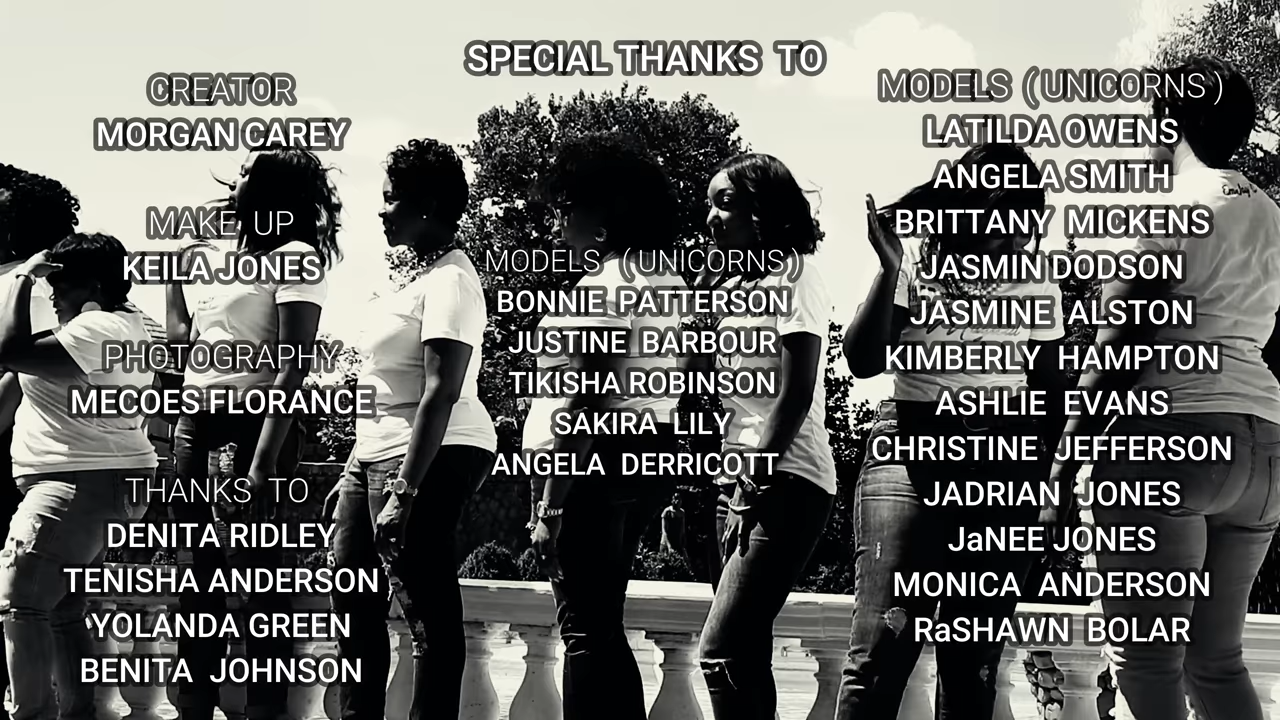 SPECIAL THANKS TO
CREATOR
MORGAN CAREY
MAKE UP
KEILA JONES
PHOTOGRAPHY
MECOES FLORANCE
THANKS TO
DENITA RIDLEY
TENISHA ANDERSON
YOLANDA GREEN
BENITA JOHNSON
MODELS (UNICORNS)
BONNIE PATTERSON
JUSTINE BARBOUR
TIKISHA ROBINSON
SAKIRA LILY
ANGELA DERRICOTT
MODELS (UNICORNS)
LATILDA OWENS
ANGELA SMITH
BRITTANY MICKENS
JASMIN DODSON
JASMINE ALSTON
KIMBERLY HAMPTON
ASHLIE EVANS
CHRISTINE JEFFERSON
JADRIAN JONES
JaNEE JONES
MONICA ANDERSON
RaSHAWN BOLAR